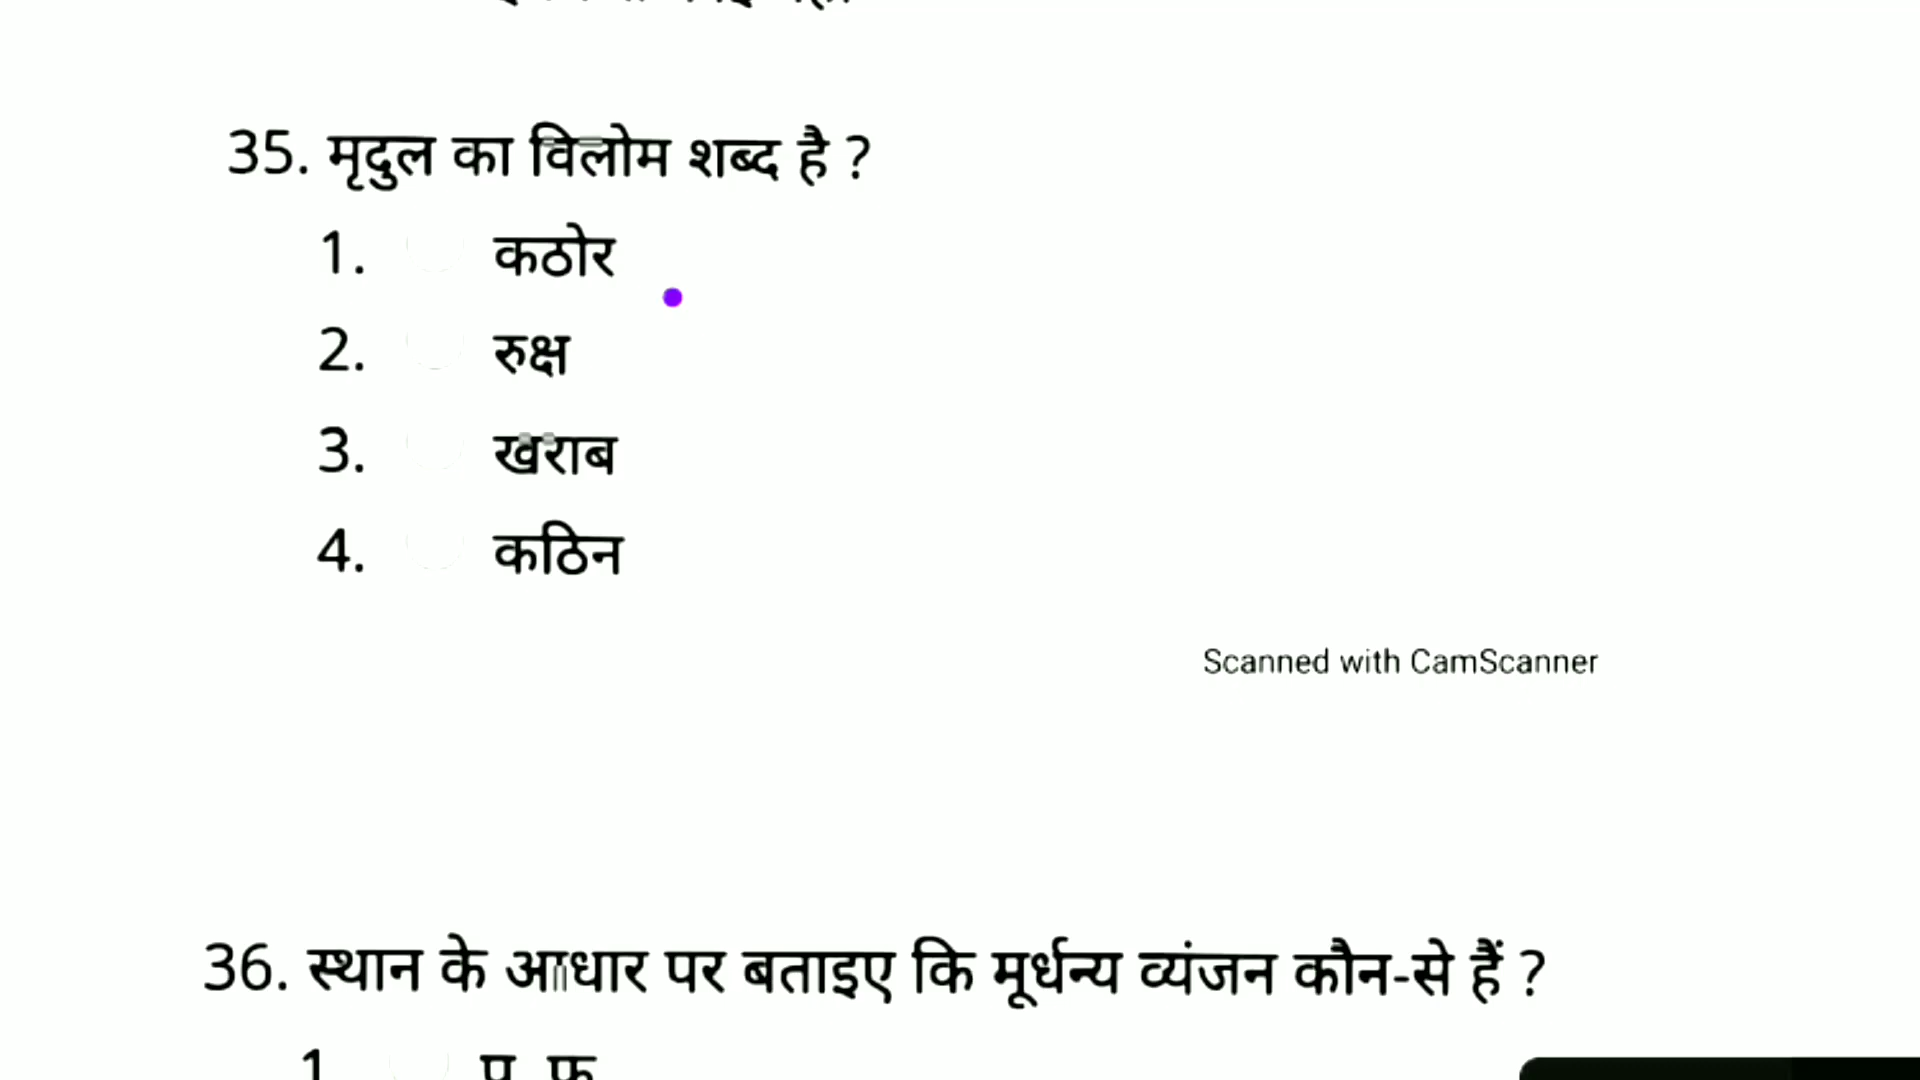 35. मृदुल का विलोम शब्द है ?
1. कठोर
2. रुक्ष
3. खराब
4. कठिन
Scanned with CamScanner
36. स्थान के आधार पर बताइए कि मूर्धन्य व्यंजन कौन-से हैं ?
1 प फ